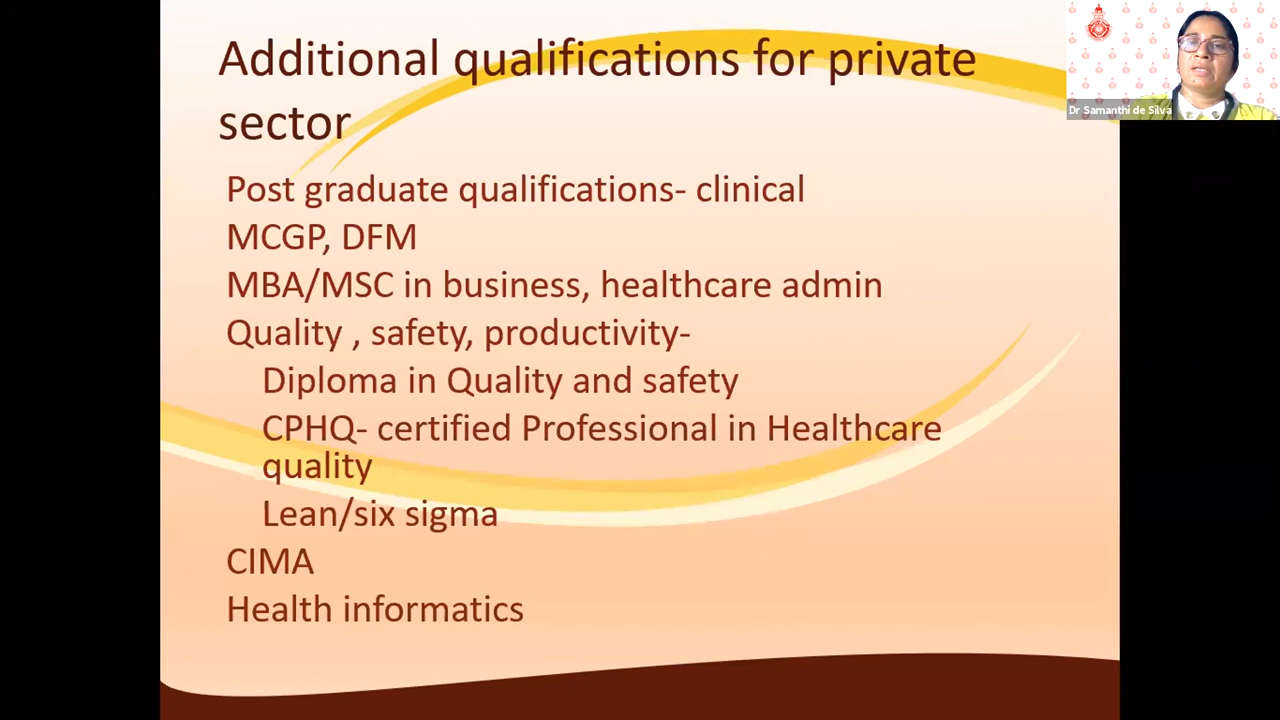 Additional qualifications for private
sector
Post graduate qualifications- clinical
MCGP, DFM
MBA/MSC in business, healthcare admin
Quality , safety, productivity-
Diploma in Quality and safety
CPHQ- certified Professional in Healthcare
quality
Lean/six sigma
CIMA
Health informatics
Dr Samanthi de Silva